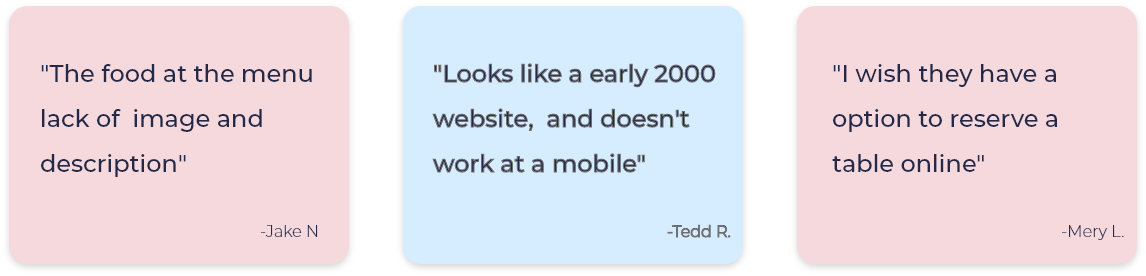 "The food at the menu
lack of  image and
description"
-Jake N
"Looks like a early 2000
website,  and doesn't
work at a mobile"
-Tedd R.
"I wish they have a
option to reserve a
table online"
-Mery L.